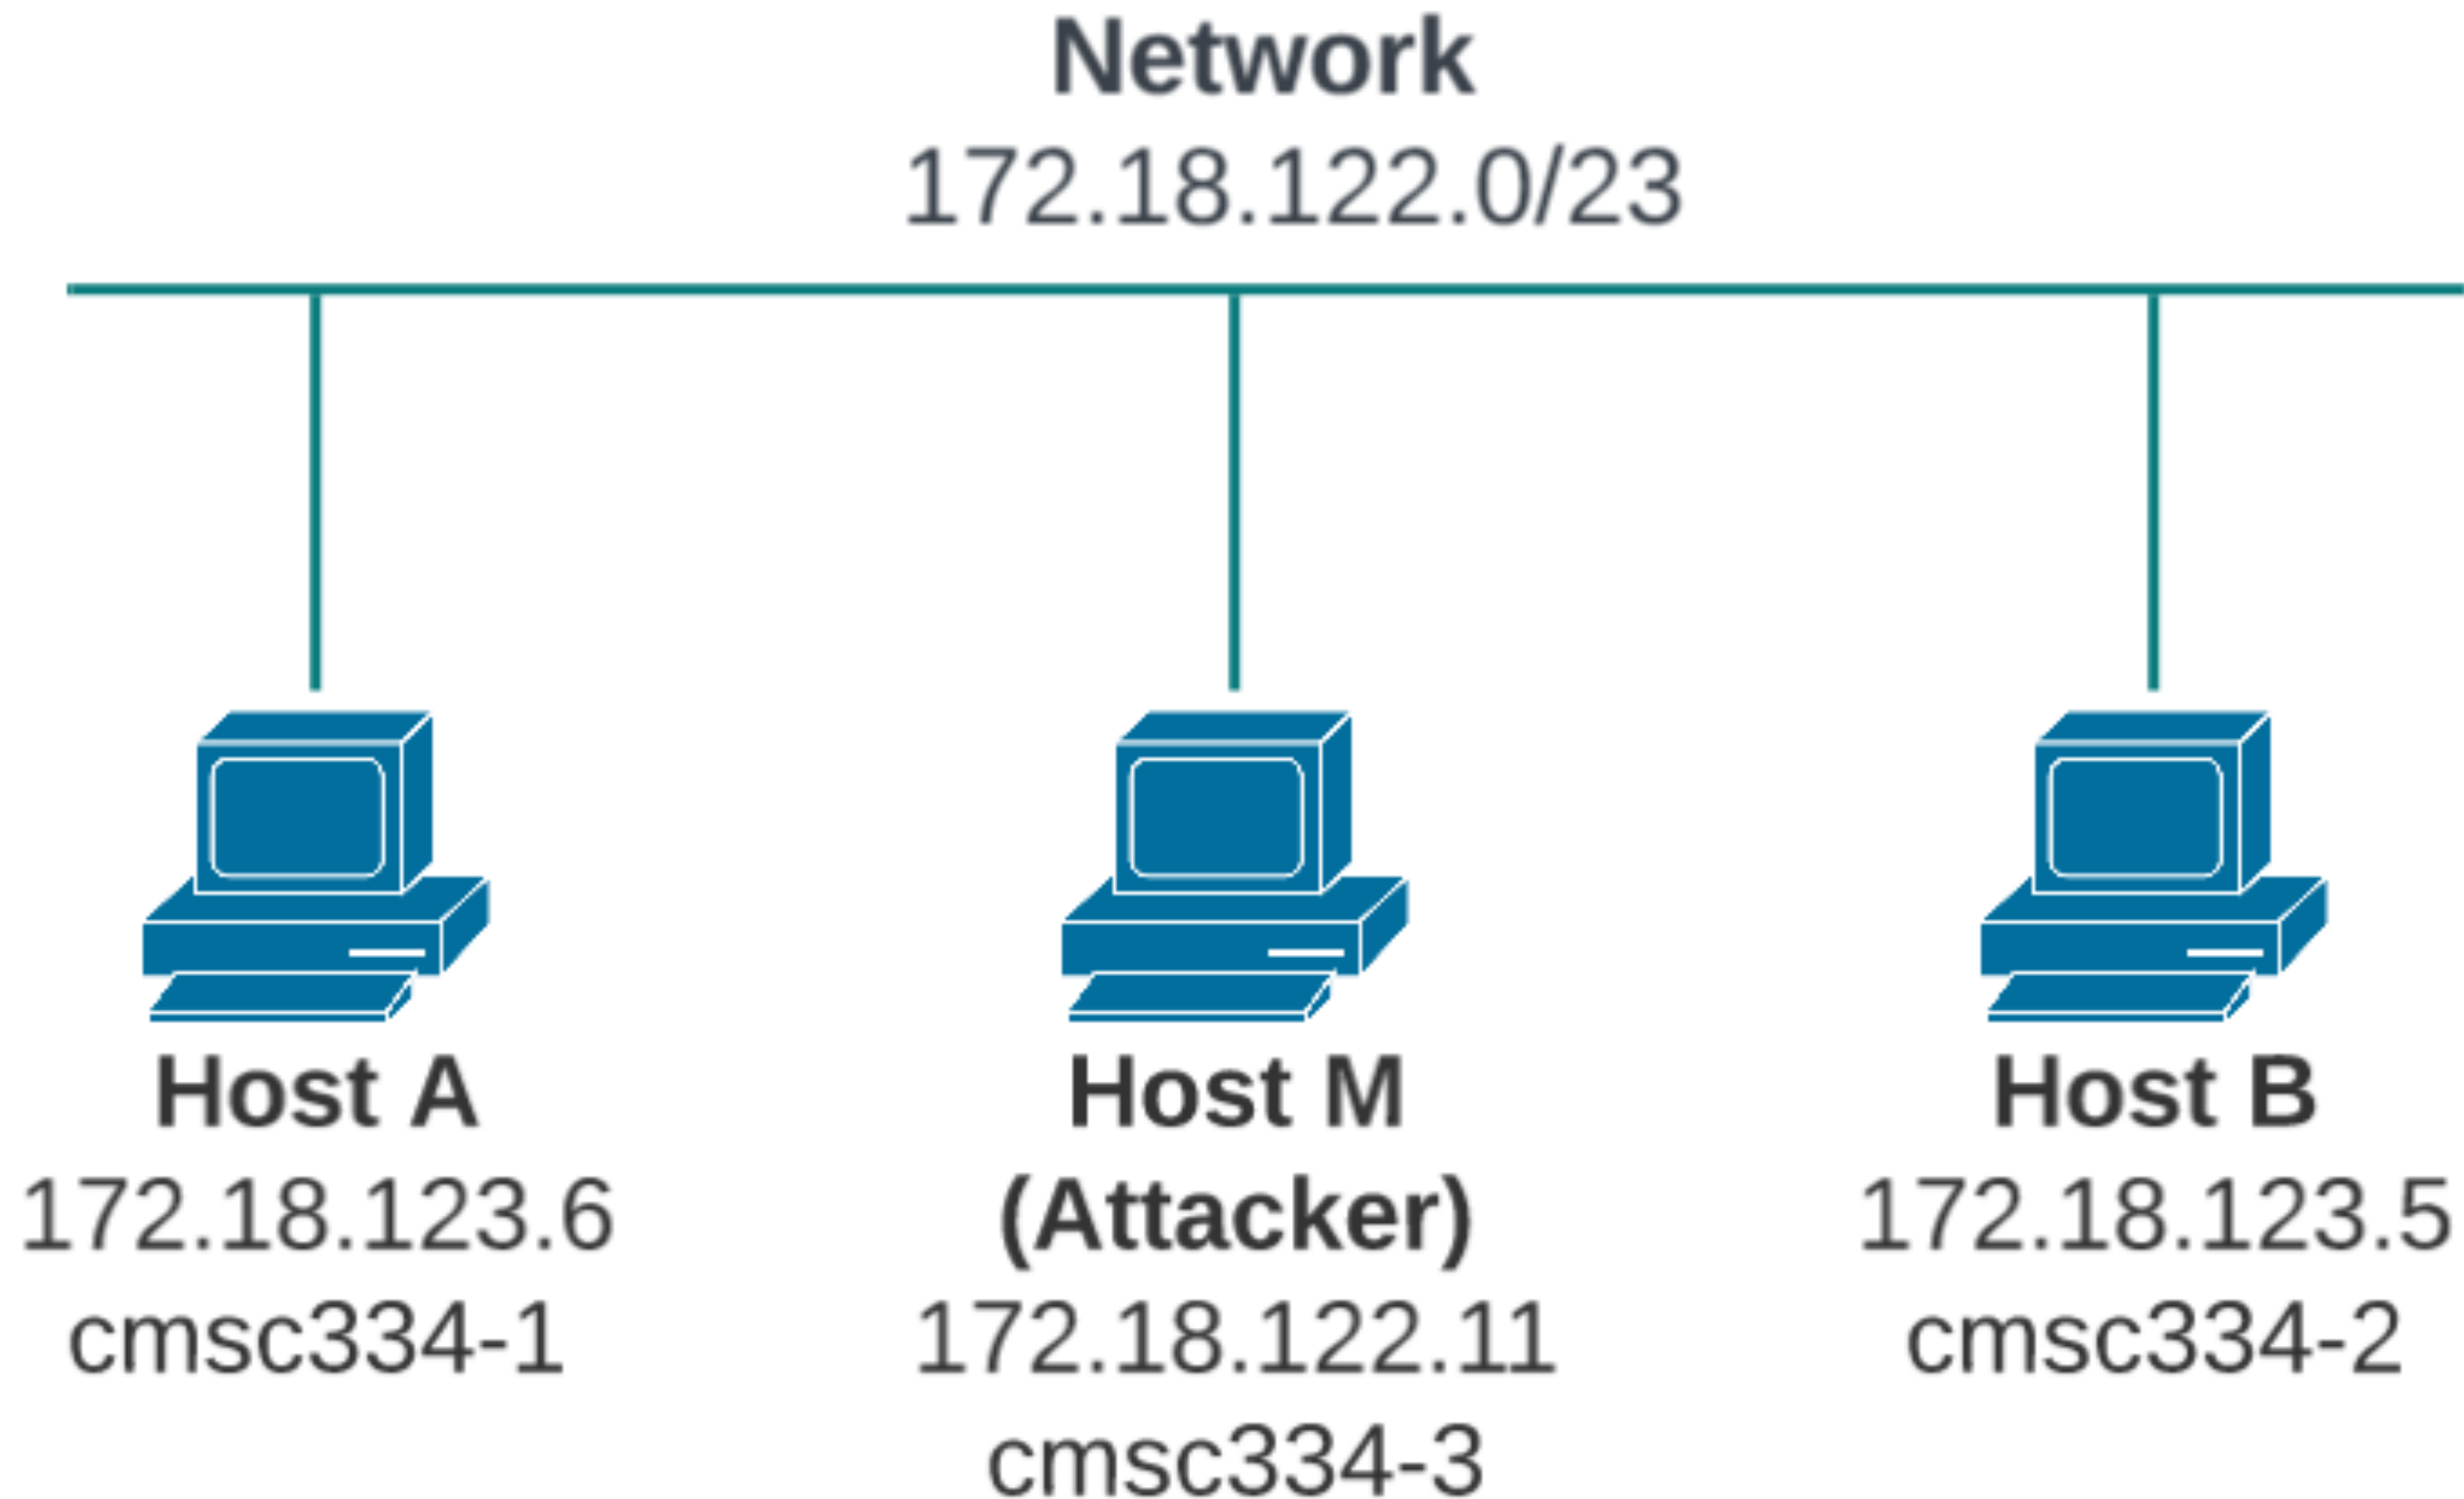 Network
172.18.122.0/23
Host A
172.18.123.6
cmsc334-1
Host M
(Attacker)
172.18.122.11
cmsc334-3
Host B
172.18.123.5
cmsc334-2